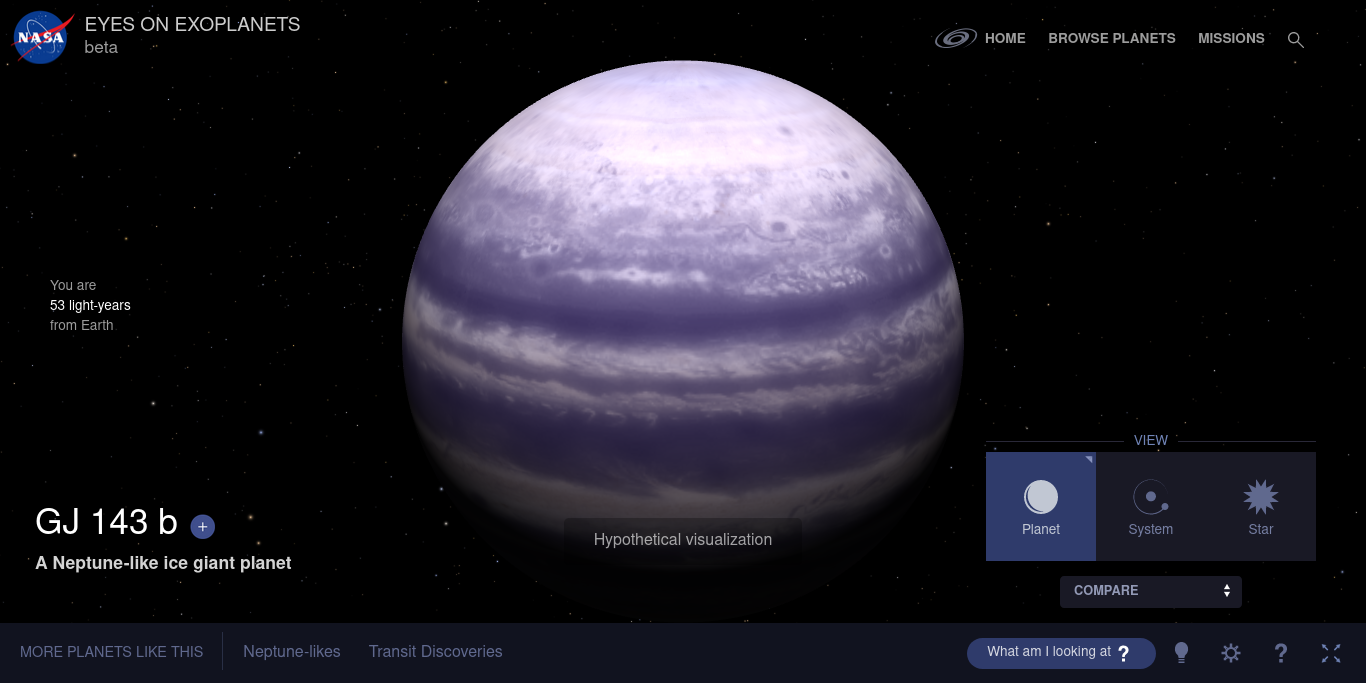 NASA
EYES ON EXOPLANETS
beta
HOME
BROWSE PLANETS
MISSIONS
You are
53 light-years
from Earth
GJ 143 b +
A Neptune-like ice giant planet
Hypothetical visualization
VIEW
Planet
System
Star
COMPARE
MORE PLANETS LIKE THIS
Neptune-likes
Transit Discoveries
What am I looking at ?
?